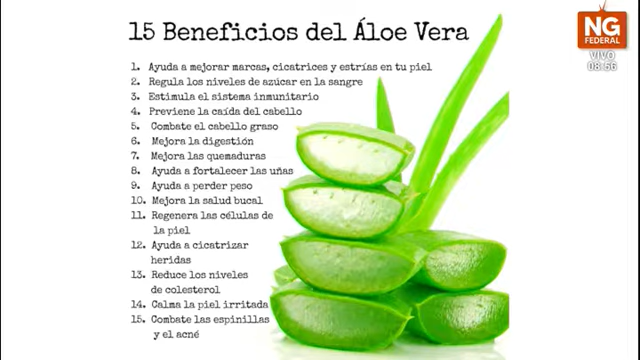 15 Beneficios del Áloe Vera
1. Ayuda a mejorar marcas, cicatrices y estrías en tu piel
2. Regula los niveles de azúcar en la sangre
3. Estimula el sistema inmunitario
4. Previene la caída del cabello
5. Combate el cabello graso
6. Mejora la digestión
7. Mejora las quemaduras
8. Ayuda a fortalecer las uñas
9. Ayuda a perder peso
10. Mejora la salud bucal
11. Regenera las células de
la piel
12. Ayuda a cicatrizar
heridas
13. Reduce los niveles
de colesterol
14. Calma la piel irritada
15. Combate las espinillas
y el acné
NG
FEDERAL
VIVO
08:56